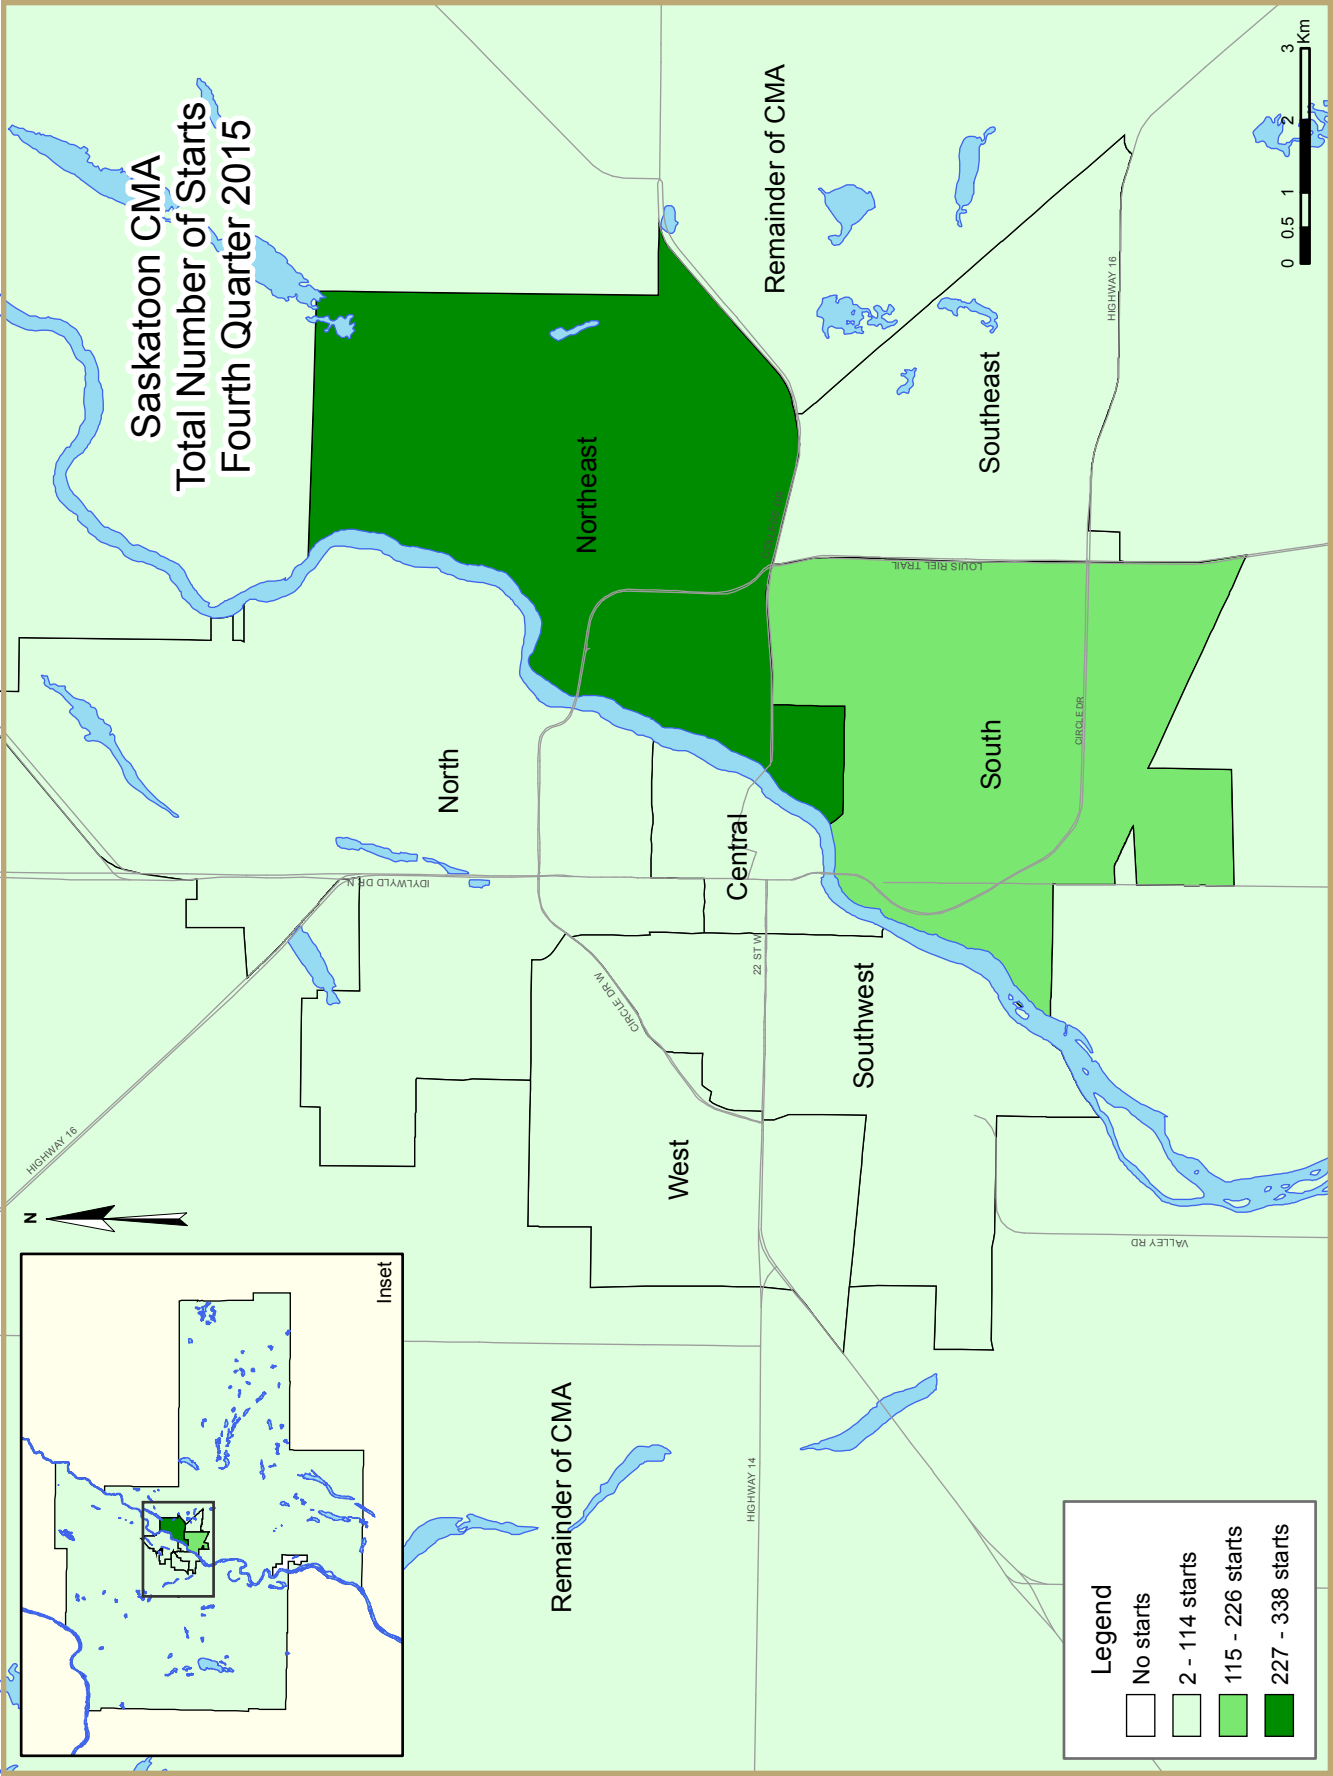 Saskatoon CMA
Total Number of Starts
Fourth Quarter 2015
N
Inset
HIGHWAY 16
IDYLWYLD DR N
North
Northeast
Remainder of CMA
CIRCLE DR W
Central
22 ST W
West
Southwest
LOUIS RIEL TRAIL
Southeast
HIGHWAY 16
South
CIRCLE DR
VALLEY RD
Remainder of CMA
HIGHWAY 14
Legend
No starts
2 - 114 starts
115 - 226 starts
227 - 338 starts
0 0.5 1 2 3
Km